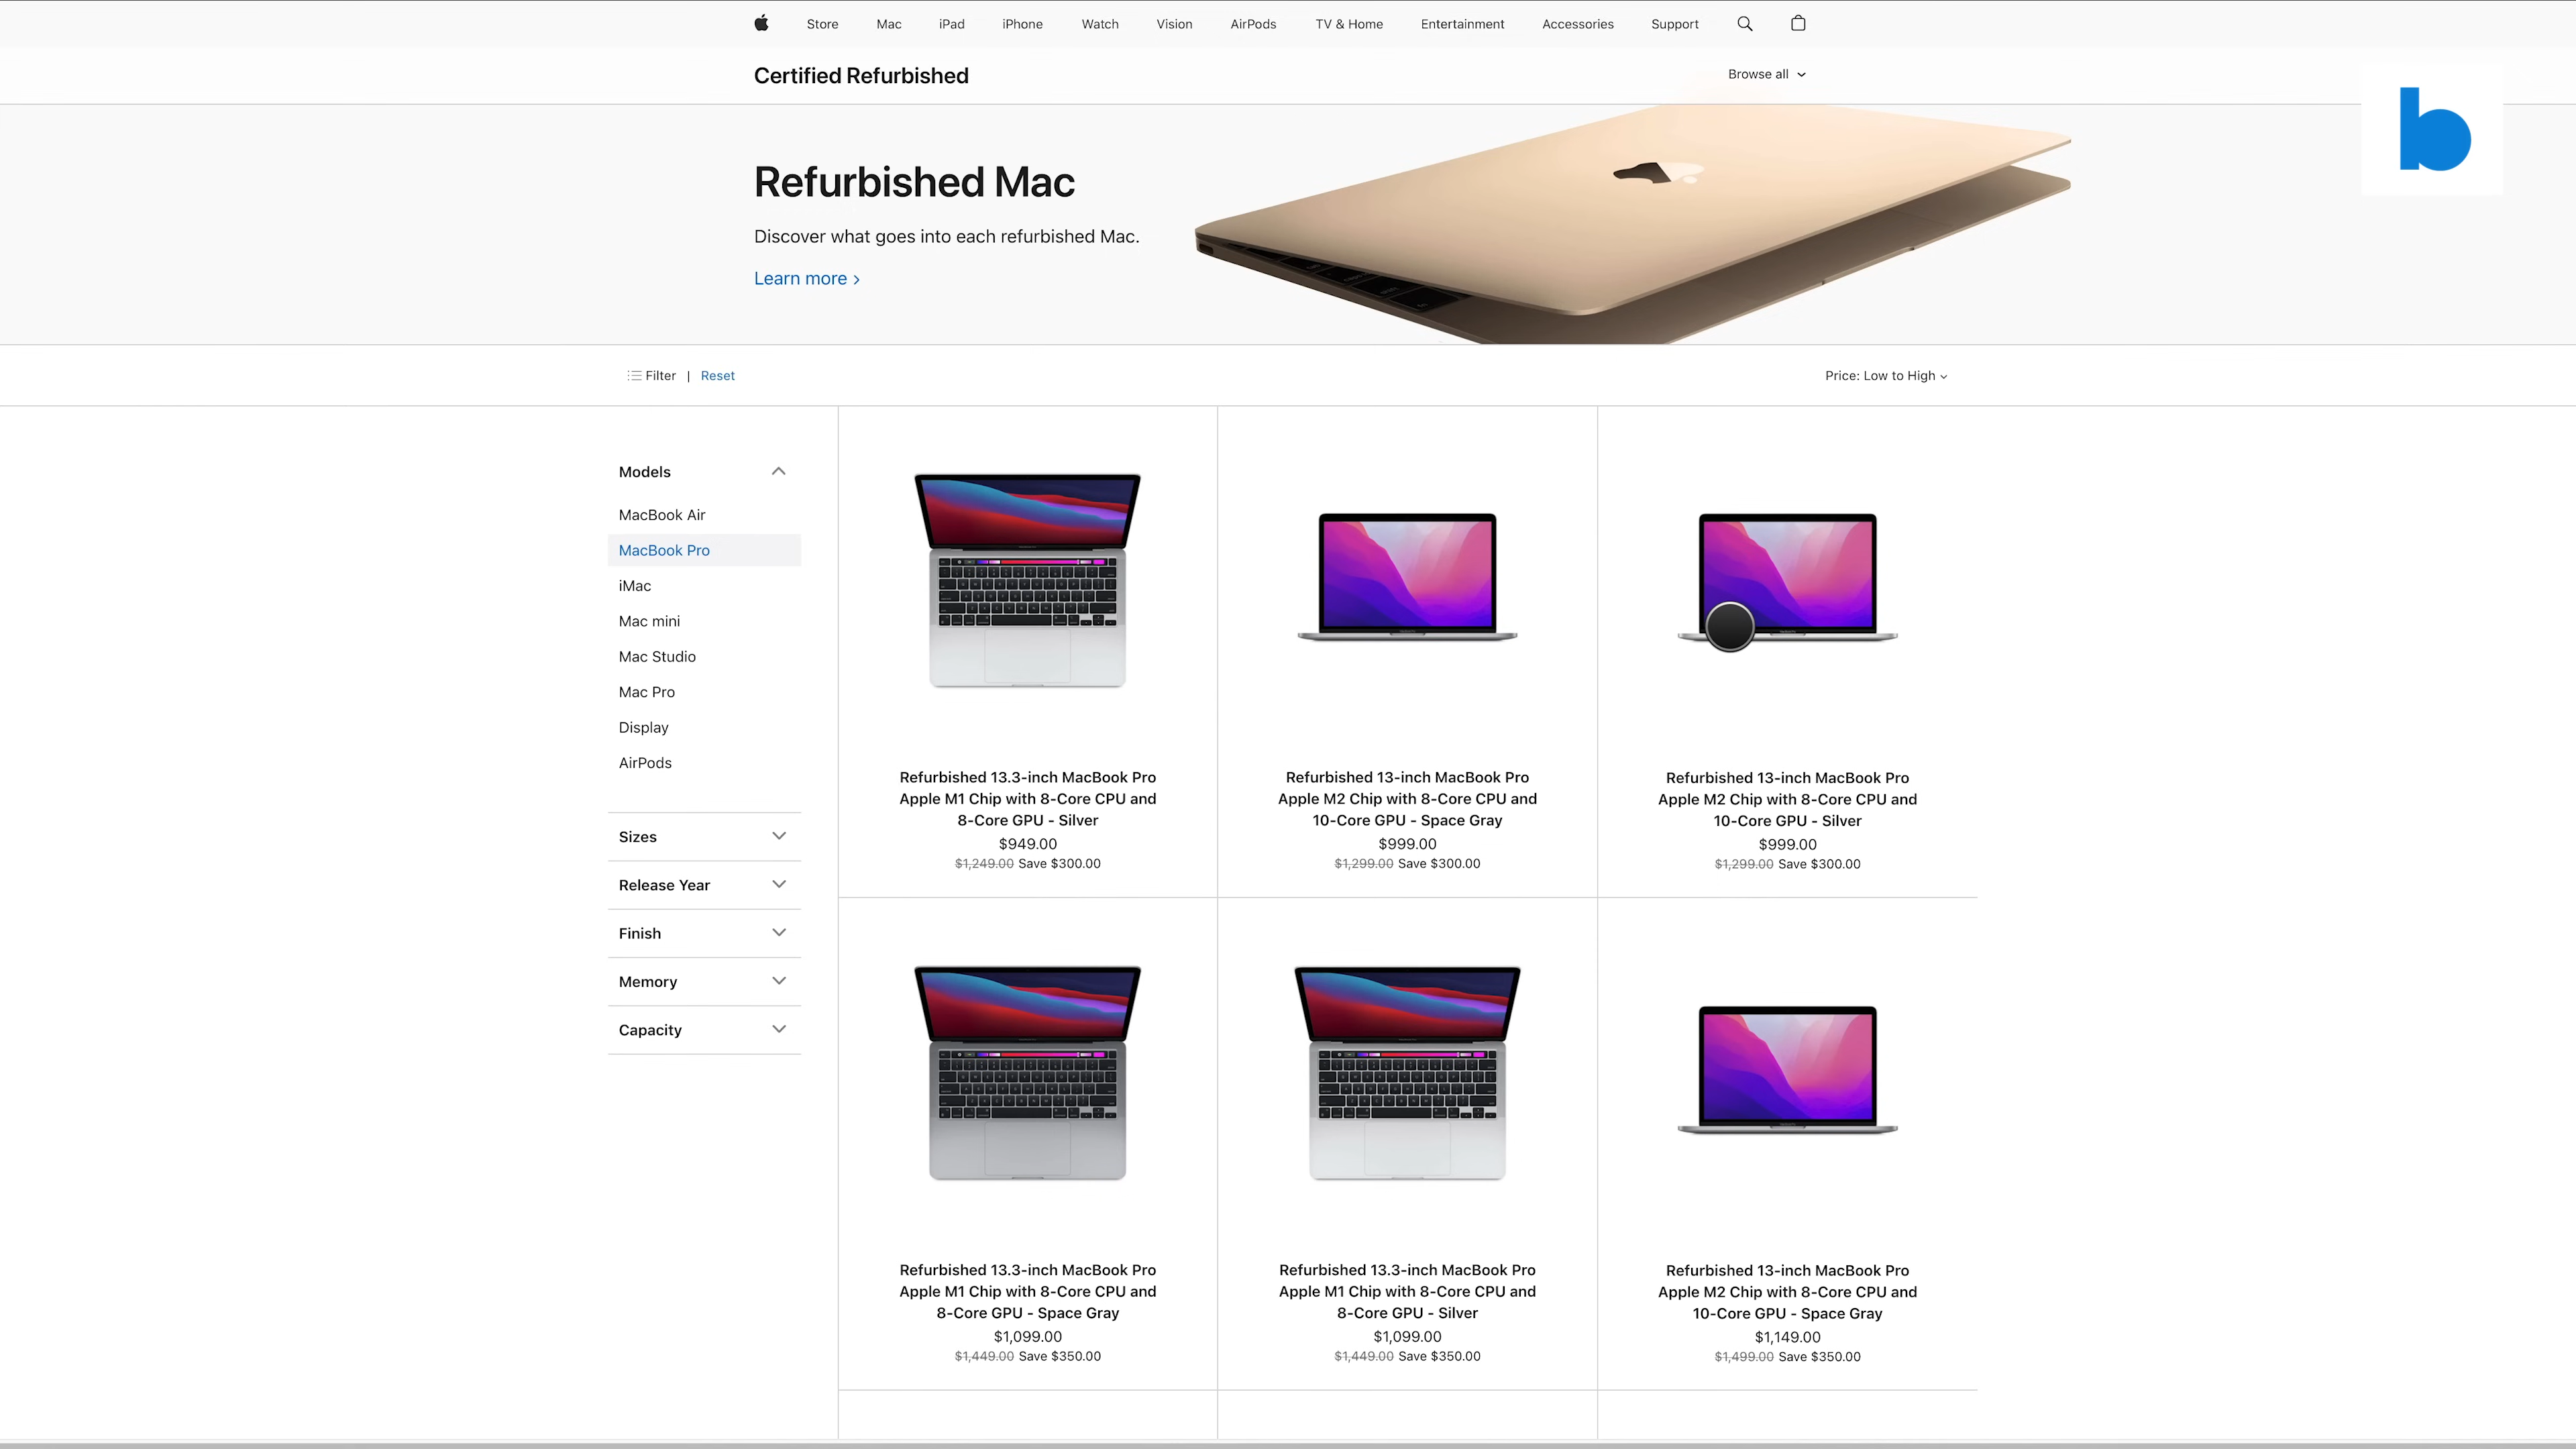 Store Mac iPad iPhone Watch Vision AirPods TV & Home Entertainment Accessories Support
Certified Refurbished
Browse all
b
Refurbished Mac
Discover what goes into each refurbished Mac.
Learn more >
Filter | Reset
Price: Low to High
Models
MacBook Air
MacBook Pro
iMac
Mac mini
Mac Studio
Mac Pro
Display
AirPods
Sizes
Release Year
Finish
Memory
Capacity
Refurbished 13.3-inch MacBook Pro
Apple M1 Chip with 8-Core CPU and
8-Core GPU - Silver
$949.00
$1,249.00 Save $300.00
Refurbished 13-inch MacBook Pro
Apple M2 Chip with 8-Core CPU and
10-Core GPU - Space Gray
$999.00
$1,299.00 Save $300.00
Refurbished 13-inch MacBook Pro
Apple M2 Chip with 8-Core CPU and
10-Core GPU - Silver
$999.00
$1,299.00 Save $300.00
Refurbished 13.3-inch MacBook Pro
Apple M1 Chip with 8-Core CPU and
8-Core GPU - Space Gray
$1,099.00
$1,449.00 Save $350.00
Refurbished 13.3-inch MacBook Pro
Apple M1 Chip with 8-Core CPU and
8-Core GPU - Silver
$1,099.00
$1,449.00 Save $350.00
Refurbished 13-inch MacBook Pro
Apple M2 Chip with 8-Core CPU and
10-Core GPU - Space Gray
$1,149.00
$1,499.00 Save $350.00